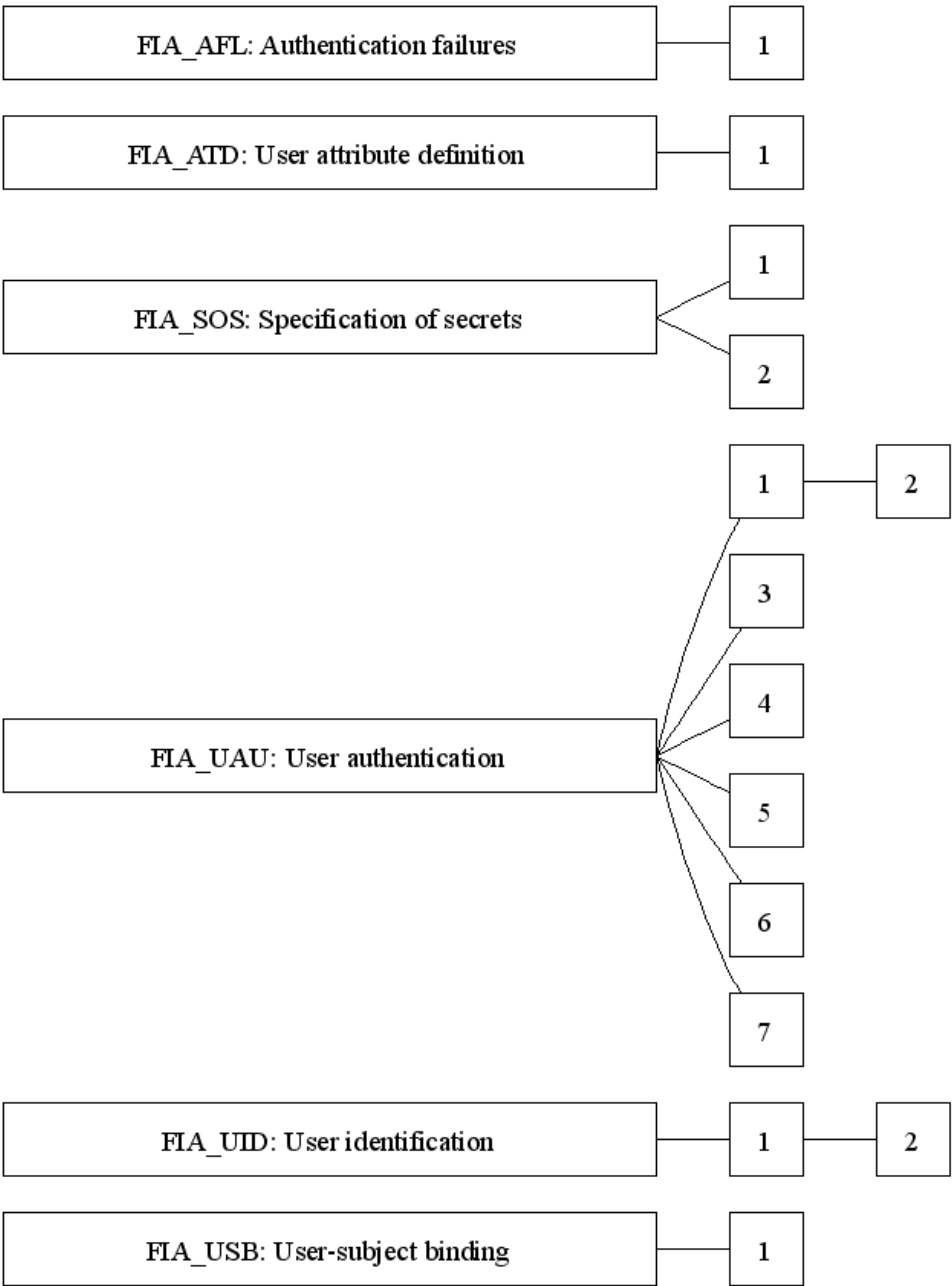 FIA_AFL: Authentication failures 1
FIA_ATD: User attribute definition 1
1
FIA_SOS: Specification of secrets
2
1 2
3
4
FIA_UAU: User authentication
5
6
7
FIA_UID: User identification 1 2
FIA_USB: User-subject binding 1